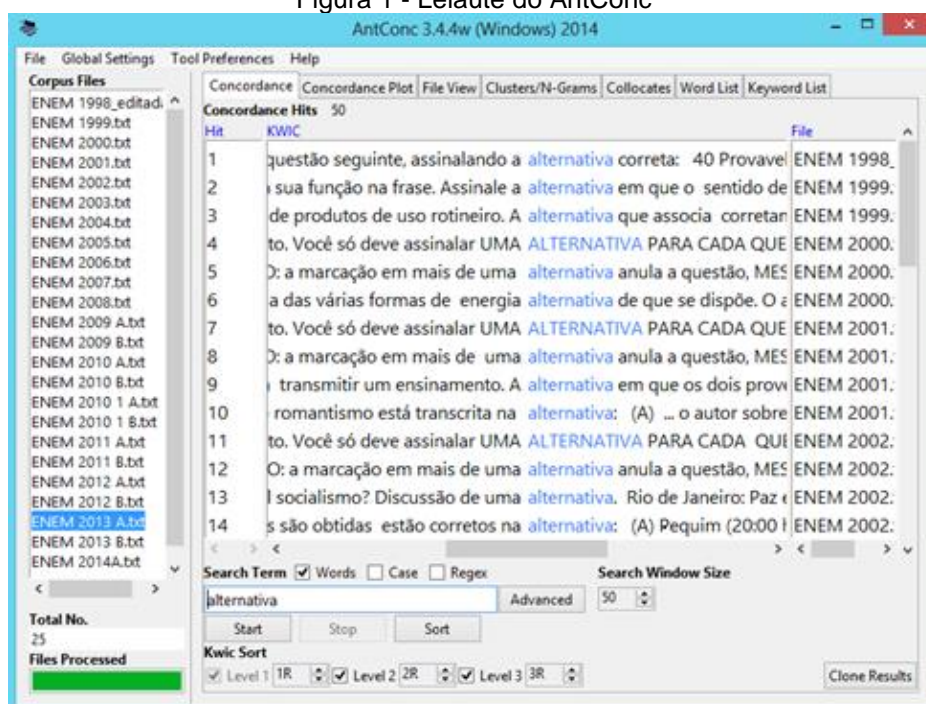 Figura 1 - Leiaute do AntConc
AntConc 3.4.4w (Windows) 2014
File Global Settings Tool Preferences Help
Corpus Files
ENEM 1998_editad
ENEM 1999.txt
ENEM 2000.txt
ENEM 2001.txt
ENEM 2002.txt
ENEM 2003.txt
ENEM 2004.txt
ENEM 2005.txt
ENEM 2006.txt
ENEM 2007.txt
ENEM 2008.txt
ENEM 2009 A.txt
ENEM 2009 B.txt
ENEM 2010 A.txt
ENEM 2010 B.txt
ENEM 2010 1 A.txt
ENEM 2010 1 B.txt
ENEM 2011 A.txt
ENEM 2011 B.txt
ENEM 2012 A.txt
ENEM 2012 B.txt
ENEM 2013 A.txt
ENEM 2013 B.txt
ENEM 2014A.txt
Total No.
25
Files Processed
Concordance Concordance Plot File View Clusters/N-Grams Collocates Word List Keyword List
Concordance Hits 50
Hit KWIC File
1 questão seguinte, assinalando a alternativa correta: 40 Provavel ENEM 1998_
2 sua função na frase. Assinale a alternativa em que o sentido de ENEM 1999.
3 de produtos de uso rotineiro. A alternativa que associa corretan ENEM 1999.
4 to. Você só deve assinalar UMA ALTERNATIVA PARA CADA QUE ENEM 2000.
5 O: a marcação em mais de uma alternativa anula a questão, MES ENEM 2000.
6 a das várias formas de energia alternativa de que se dispõe. O a ENEM 2000.
7 to. Você só deve assinalar UMA ALTERNATIVA PARA CADA QUE ENEM 2001.
8 O: a marcação em mais de uma alternativa anula a questão, MES ENEM 2001.
9 transmitir um ensinamento. A alternativa em que os dois prov ENEM 2001.
10 romantismo está transcrita na alternativa: (A) ... o autor sobre ENEM 2001.
11 to. Você só deve assinalar UMA ALTERNATIVA PARA CADA QUE ENEM 2002.
12 O: a marcação em mais de uma alternativa anula a questão, MES ENEM 2002.
13 l socialismo? Discussão de uma alternativa. Rio de Janeiro: Paz e ENEM 2002.
14 s são obtidas estão corretos na alternativa: (A) Pequim (20:00 h ENEM 2002.
Search Term Words Case Regex Search Window Size
alternativa Advanced 50
Start Stop Sort
Kwic Sort
Level 1 1R Level 2 2R Level 3 3R Clone Results